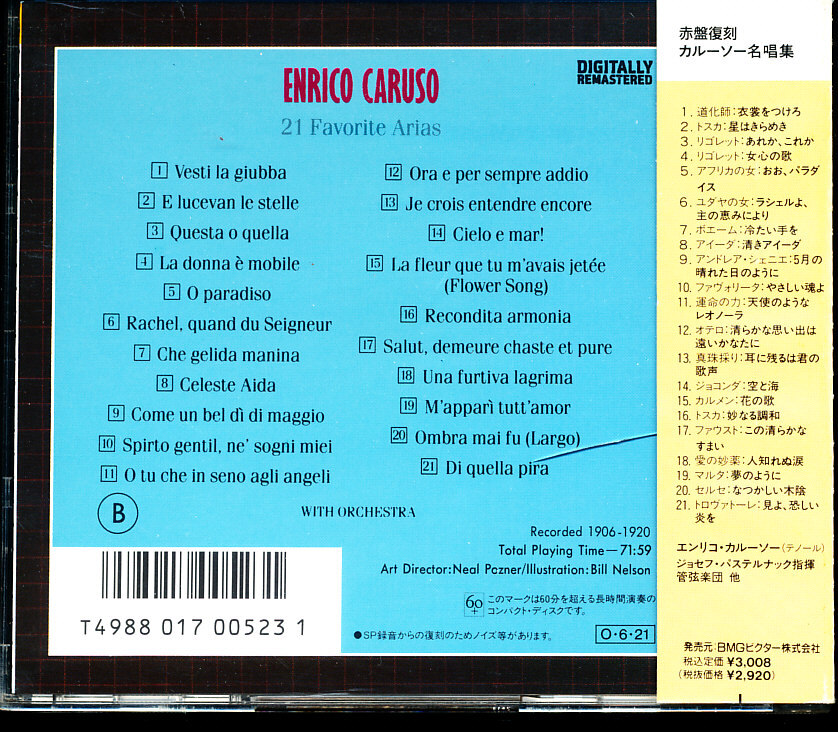 ENRICO CARUSO
DIGITALLY
REMASTERED
21 Favorite Arias
1 Vesti la giubba
2 E lucevan le stelle
3 Questa o quella
4 La donna è mobile
5 O paradiso
6 Rachel, quand du Seigneur
7 Che gelida manina
8 Celeste Aida
9 Come un bel dì di maggio
10 Spirto gentil, ne' sogni miei
11 O tu che in seno agli angeli
12 Ora e per sempre addio
13 Je crois entendre encore
14 Cielo e mar!
15 La fleur que tu m'avais jetée
(Flower Song)
16 Recondita armonia
17 Salut, demeure chaste et pure
18 Una furtiva lagrima
19 M'apparì tutt'amor
20 Ombra mai fu (Largo)
21 Di quella pira
B
WITH ORCHESTRA
Recorded 1906-1920
Total Playing Time—71:59
Art Director: Neal Pozner/Illustration: Bill Nelson
60+ このマークは60分を超える長時間演奏の
コンパクト・ディスクです。
T4988 017 00523 1
●SP録音からの復刻のためノイズ等があります。
O・6・21
赤盤復刻
カルーソー名唱集
1. 道化師:衣裳をつけろ
2. トスカ:星はきらめき
3. リゴレット:あれか、これか
4. リゴレット:女心の歌
5. アフリカの女:おお、パラダ
イス
6. ユダヤの女:ラシェルよ、
主の恵みにより
7. ボエーム:冷たい手を
8. アイーダ:清きアイーダ
9. アンドレア・シェニエ:5月の
晴れた日のように
10. ファヴォリータ:やさしい魂よ
11. 運命の力:天使のような
レオノーラ
12. オテロ:清らかな思い出は
遠いかなたに
13. 真珠採り:耳に残るは君の
歌声
14. ジョコンダ:空と海
15. カルメン:花の歌
16. トスカ:妙なる調和
17. ファウスト:この清らかな
すまい
18. 愛の妙薬:人知れぬ涙
19. マルタ:夢のように
20. セルセ:なつかしい木陰
21. トロヴァトーレ:見よ、恐しい
炎を
エンリコ・カルーソー(テノール)
ジョセフ・パステルナック指揮
管弦楽団 他
発売元:BMGビクター株式会社
税込定価 ¥3,008
(税抜価格 ¥2,920)